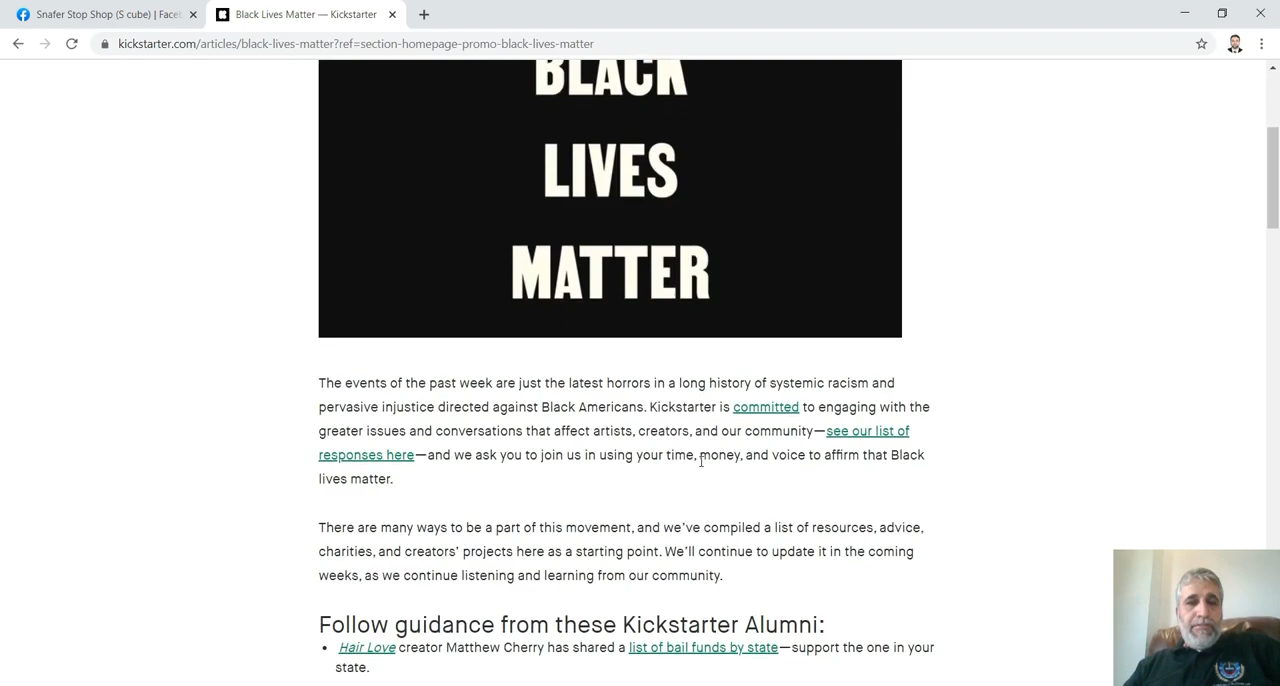 Snafer Stop Shop (S cube) | Face
Black Lives Matter — Kickstarter
kickstarter.com/articles/black-lives-matter?ref=section-homepage-promo-black-lives-matter
BLACK
LIVES
MATTER
The events of the past week are just the latest horrors in a long history of systemic racism and
pervasive injustice directed against Black Americans. Kickstarter is committed to engaging with the
greater issues and conversations that affect artists, creators, and our community—see our list of
responses here—and we ask you to join us in using your time, money, and voice to affirm that Black
lives matter.
There are many ways to be a part of this movement, and we’ve compiled a list of resources, advice,
charities, and creators’ projects here as a starting point. We’ll continue to update it in the coming
weeks, as we continue listening and learning from our community.
Follow guidance from these Kickstarter Alumni:
• Hair Love creator Matthew Cherry has shared a list of bail funds by state—support the one in your
state.